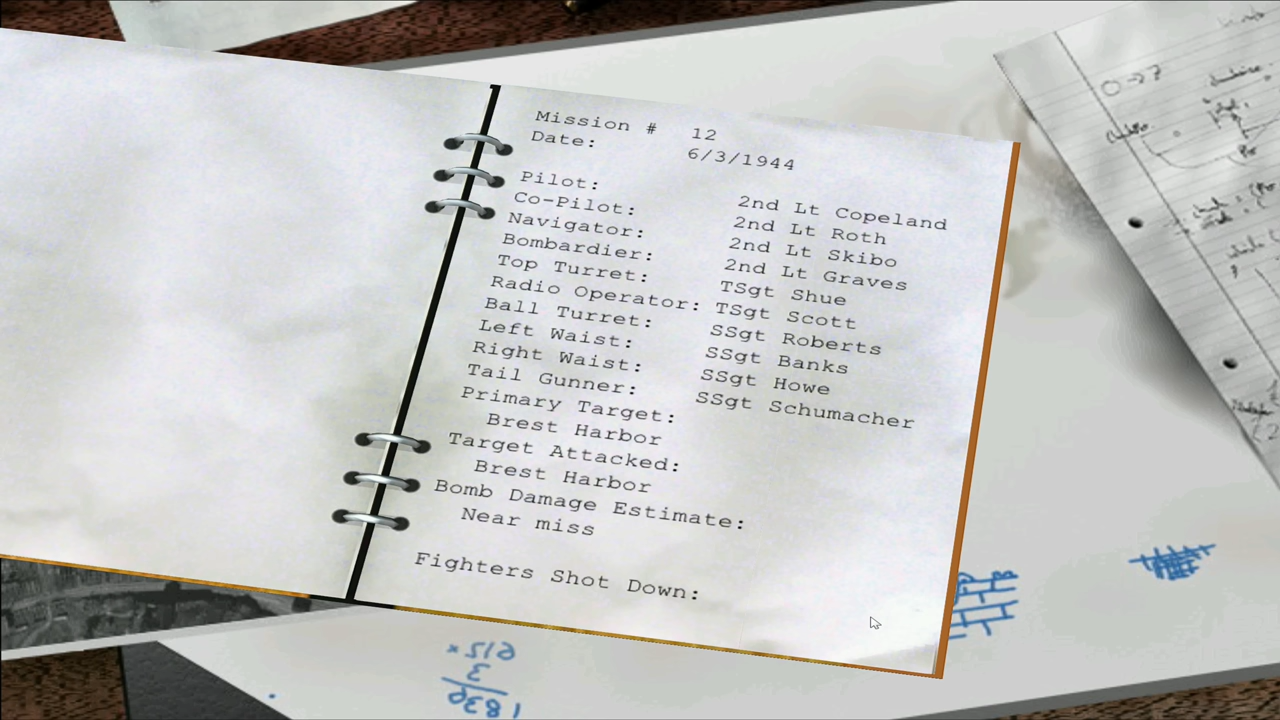 Mission # 12
Date: 6/3/1944
Pilot: 2nd Lt Copeland
Co-Pilot: 2nd Lt Roth
Navigator: 2nd Lt Skibo
Bombardier: 2nd Lt Graves
Top Turret: TSgt Shue
Radio Operator: TSgt Scott
Ball Turret: SSgt Roberts
Left Waist: SSgt Banks
Right Waist: SSgt Howe
Tail Gunner: SSgt Schumacher
Primary Target:
Brest Harbor
Target Attacked:
Brest Harbor
Bomb Damage Estimate:
Near miss
Fighters Shot Down: